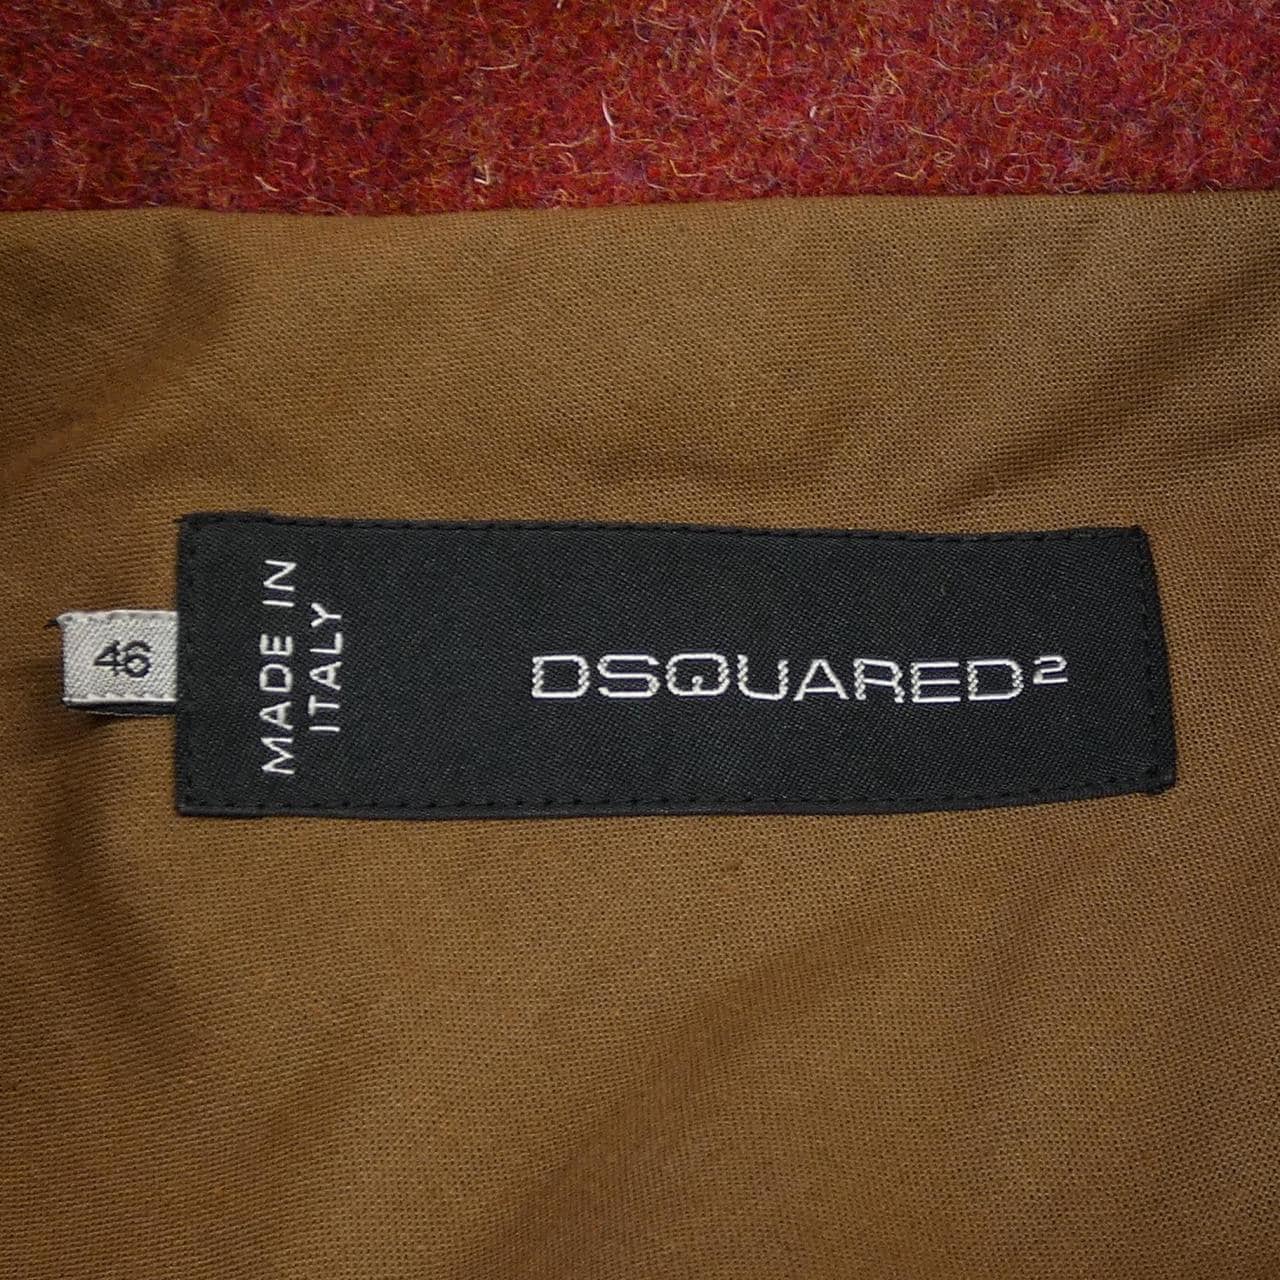 46
MADE IN
ITALY
DSQUARED²